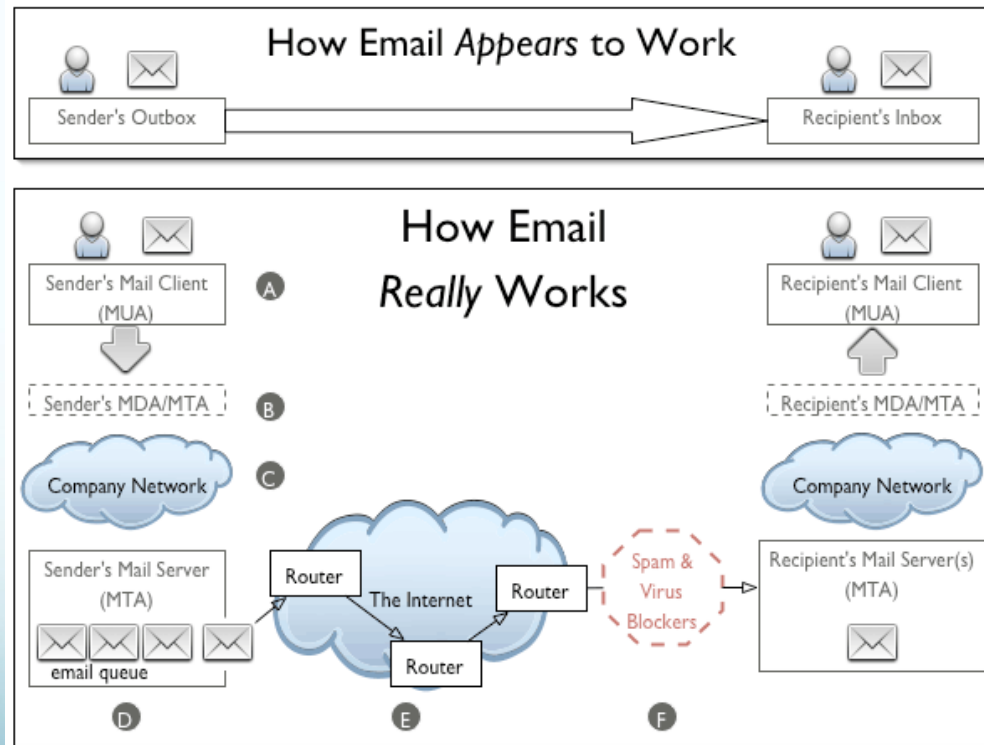 How Email Appears to Work
Sender's Outbox
Recipient's Inbox
How Email
Really Works
Sender's Mail Client
(MUA)
A
Recipient's Mail Client
(MUA)
Sender's MDA/MTA
B
Recipient's MDA/MTA
Company Network
C
Company Network
Sender's Mail Server
(MTA)
email queue
Router
The Internet
Router
Router
Spam &
Virus
Blockers
Recipient's Mail Server(s)
(MTA)
D
E
F